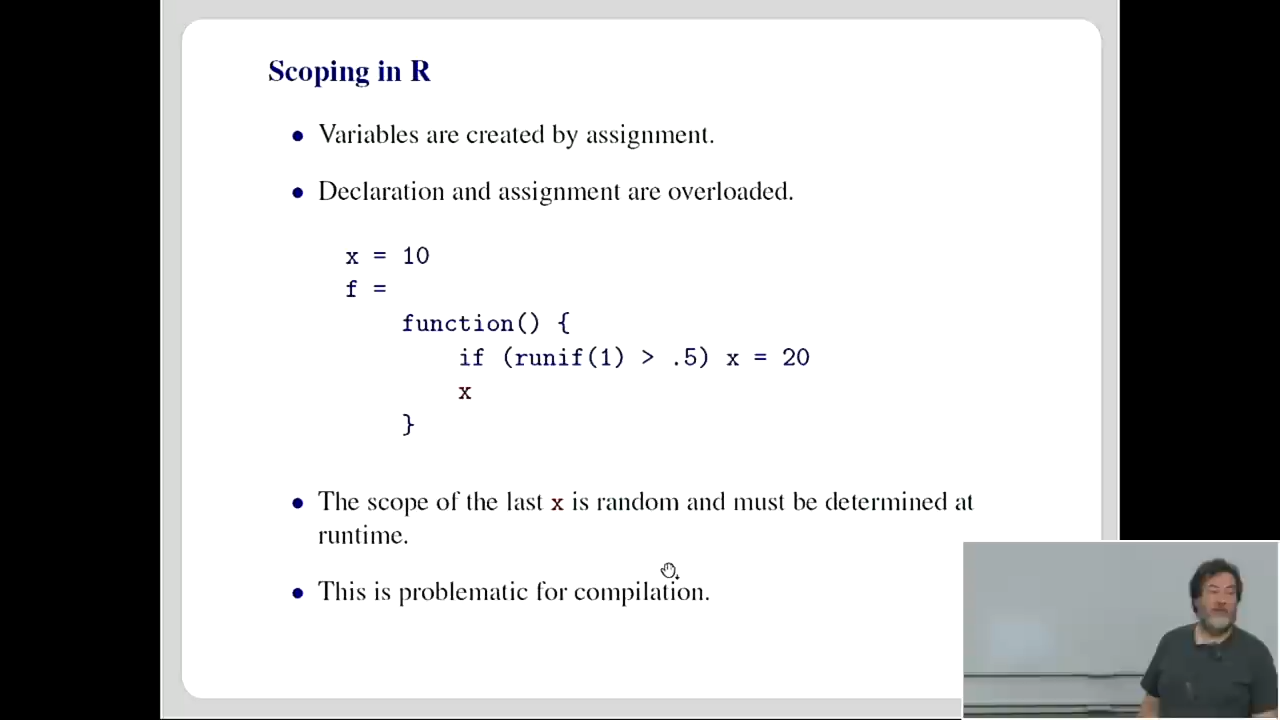 Scoping in R
• Variables are created by assignment.
• Declaration and assignment are overloaded.
x = 10
f =
function() {
if (runif(1) > .5) x = 20
x
}
• The scope of the last x is random and must be determined at
runtime.
• This is problematic for compilation.